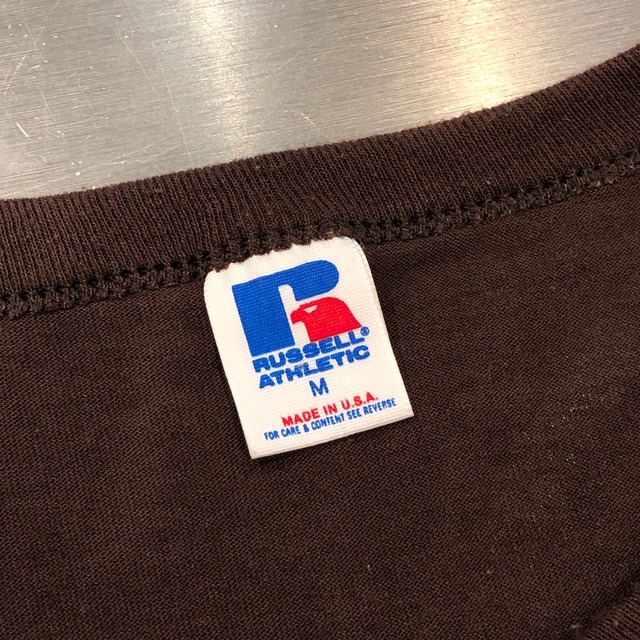 RUSSELL®
ATHLETIC
M
MADE IN U.S.A.
FOR CARE & CONTENT SEE REVERSE